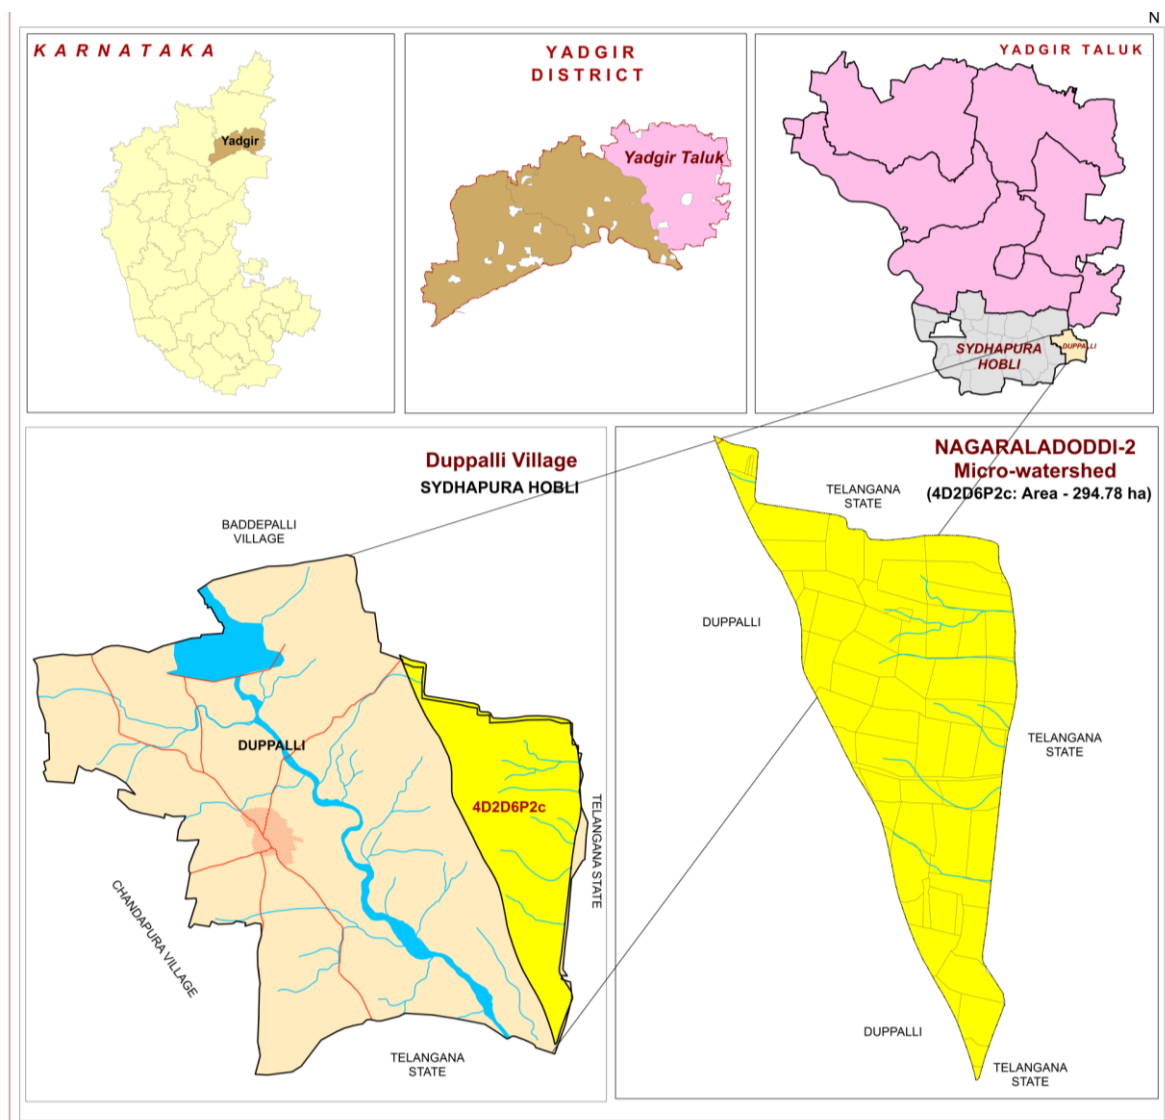 N
KARNATAKA
Yadgir
YADGIR
DISTRICT
Yadgir Taluk
YADGIR TALUK
SYDHAPURA
HOBLI
DUPPALLI
Duppalli Village
SYDHAPURA HOBLI
BADDEPALLI
VILLAGE
DUPPALLI
4D2D6P2c
TELANGANA STATE
CHANDAPURA VILLAGE
TELANGANA
STATE
NAGARALADODDI-2
Micro-watershed
(4D2D6P2c: Area - 294.78 ha)
TELANGANA
STATE
DUPPALLI
TELANGANA
STATE
DUPPALLI
TELANGANA
STATE